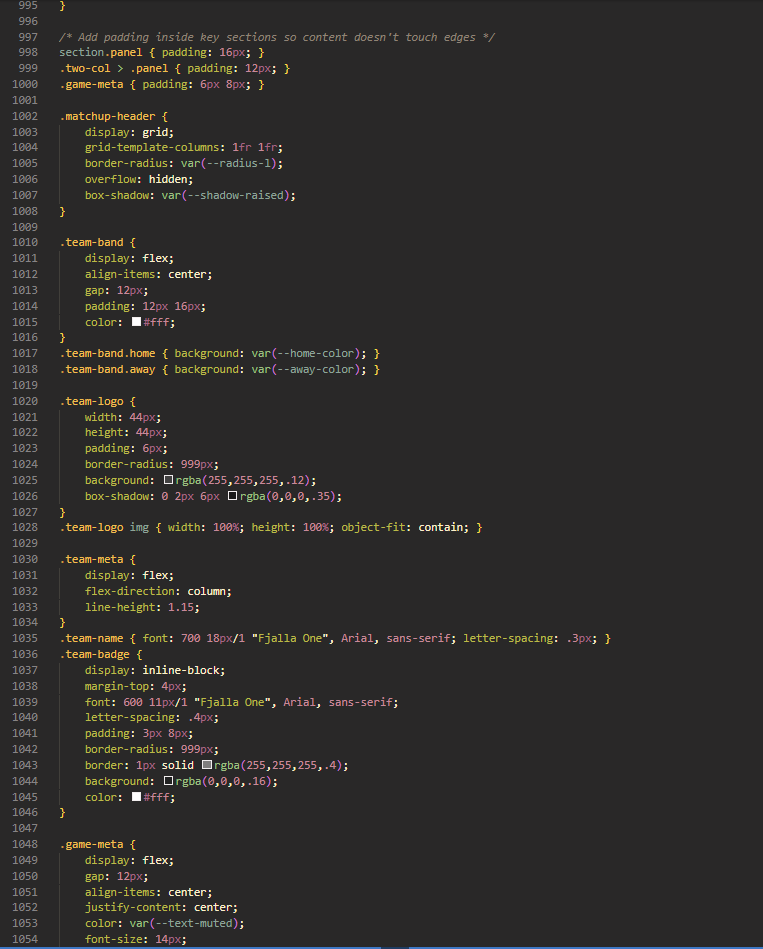 995 }
996
997 /* Add padding inside key sections so content doesn't touch edges */
998 section.panel { padding: 16px; }
999 .two-col > .panel { padding: 12px; }
1000 .game-meta { padding: 6px 8px; }
1001
1002 .matchup-header {
1003     display: grid;
1004     grid-template-columns: 1fr 1fr;
1005     border-radius: var(--radius-l);
1006     overflow: hidden;
1007     box-shadow: var(--shadow-raised);
1008 }
1009
1010 .team-band {
1011     display: flex;
1012     align-items: center;
1013     gap: 12px;
1014     padding: 12px 16px;
1015     color: #fff;
1016 }
1017 .team-band.home { background: var(--home-color); }
1018 .team-band.away { background: var(--away-color); }
1019
1020 .team-logo {
1021     width: 44px;
1022     height: 44px;
1023     padding: 6px;
1024     border-radius: 999px;
1025     background: rgba(255,255,255,.12);
1026     box-shadow: 0 2px 6px rgba(0,0,0,.35);
1027 }
1028 .team-logo img { width: 100%; height: 100%; object-fit: contain; }
1029
1030 .team-meta {
1031     display: flex;
1032     flex-direction: column;
1033     line-height: 1.15;
1034 }
1035 .team-name { font: 700 18px/1 "Fjalla One", Arial, sans-serif; letter-spacing: .3px; }
1036 .team-badge {
1037     display: inline-block;
1038     margin-top: 4px;
1039     font: 600 11px/1 "Fjalla One", Arial, sans-serif;
1040     letter-spacing: .4px;
1041     padding: 3px 8px;
1042     border-radius: 999px;
1043     border: 1px solid rgba(255,255,255,.4);
1044     background: rgba(0,0,0,.16);
1045     color: #fff;
1046 }
1047
1048 .game-meta {
1049     display: flex;
1050     gap: 12px;
1051     align-items: center;
1052     justify-content: center;
1053     color: var(--text-muted);
1054     font-size: 14px;